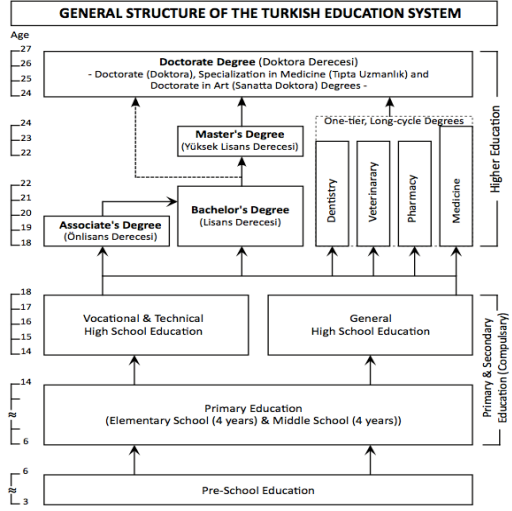 GENERAL STRUCTURE OF THE TURKISH EDUCATION SYSTEM
Age
27
26
25
24
Doctorate Degree (Doktora Derecesi)
- Doctorate (Doktora), Specialization in Medicine (Tıpta Uzmanlık) and
Doctorate in Art (Sanatta Doktora) Degrees -
24
23
22
Master's Degree
(Yüksek Lisans Derecesi)
One-tier, Long-cycle Degrees
Dentistry
Veterinarary
Pharmacy
Medicine
Higher Education
22
21
20
19
18
Bachelor's Degree
(Lisans Derecesi)
Associate's Degree
(Önlisans Derecesi)
18
17
16
15
14
Vocational & Technical
High School Education
General
High School Education
Primary & Secondary
Education (Compulsary)
14
≈
6
Primary Education
(Elementary School (4 years) & Middle School (4 years))
6
≈
3
Pre-School Education